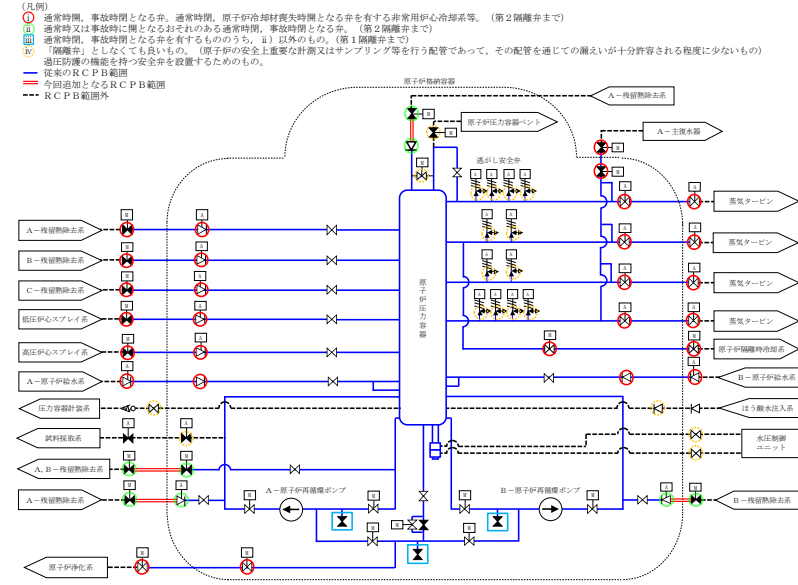 (凡例)
ⅰ 通常時開，事故時閉となる弁。通常時閉，原子炉冷却材喪失時開となる弁を有する非常用炉心冷却系等。（第２隔離弁まで）
ⅱ 通常時又は事故時に開となるおそれのある通常時閉，事故時閉となる弁。（第２隔離弁まで）
ⅲ 通常時閉，事故時閉となる弁を有するもののうち，ⅱ）以外のもの。（第１隔離弁まで）
ⅳ 「隔離弁」としなくても良いもの。（原子炉の安全上重要な計測又はサンプリング等を行う配管であって，その配管を通じての漏えいが十分許容される程度に少ないもの）
過圧防護の機能を持つ安全弁を設置するためのもの。
従来のＲＣＰＢ範囲
今回追加となるＲＣＰＢ範囲
ＲＣＰＢ範囲外
原子炉格納容器
A－残留熱除去系
原子炉圧力容器ベント
A－主復水器
逃がし安全弁
蒸気タービン
蒸気タービン
蒸気タービン
蒸気タービン
原子炉隔離時冷却系
B－原子炉給水系
ほう酸水注入系
水圧制御
ユニット
B－残留熱除去系
原子炉圧力容器
A－残留熱除去系
B－残留熱除去系
C－残留熱除去系
低圧炉心スプレイ系
高圧炉心スプレイ系
A－原子炉給水系
圧力容器計装系
試料採取系
A, B－残留熱除去系
A－残留熱除去系
原子炉浄化系
A－原子炉再循環ポンプ
B－原子炉再循環ポンプ